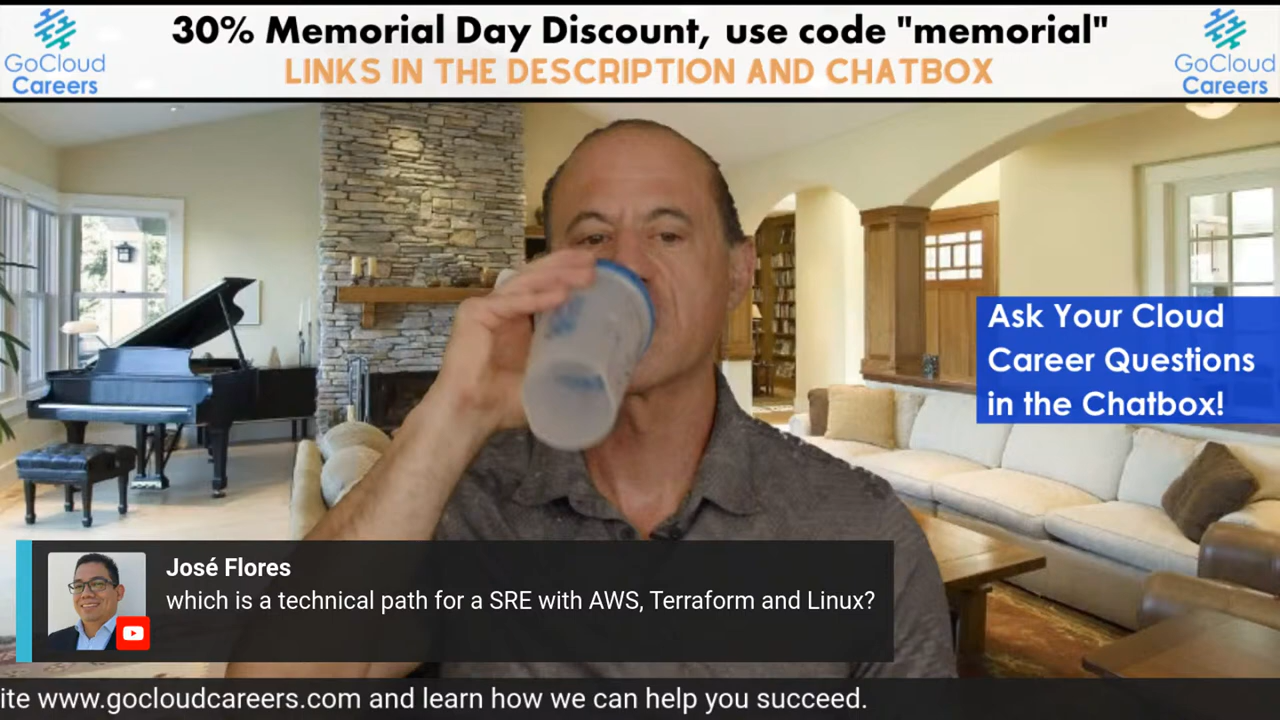 30% Memorial Day Discount, use code "memorial"
LINKS IN THE DESCRIPTION AND CHATBOX
GoCloud
Careers
GoCloud
Careers
Ask Your Cloud
Career Questions
in the Chatbox!
José Flores
which is a technical path for a SRE with AWS, Terraform and Linux?
ite www.gocloudcareers.com and learn how we can help you succeed.